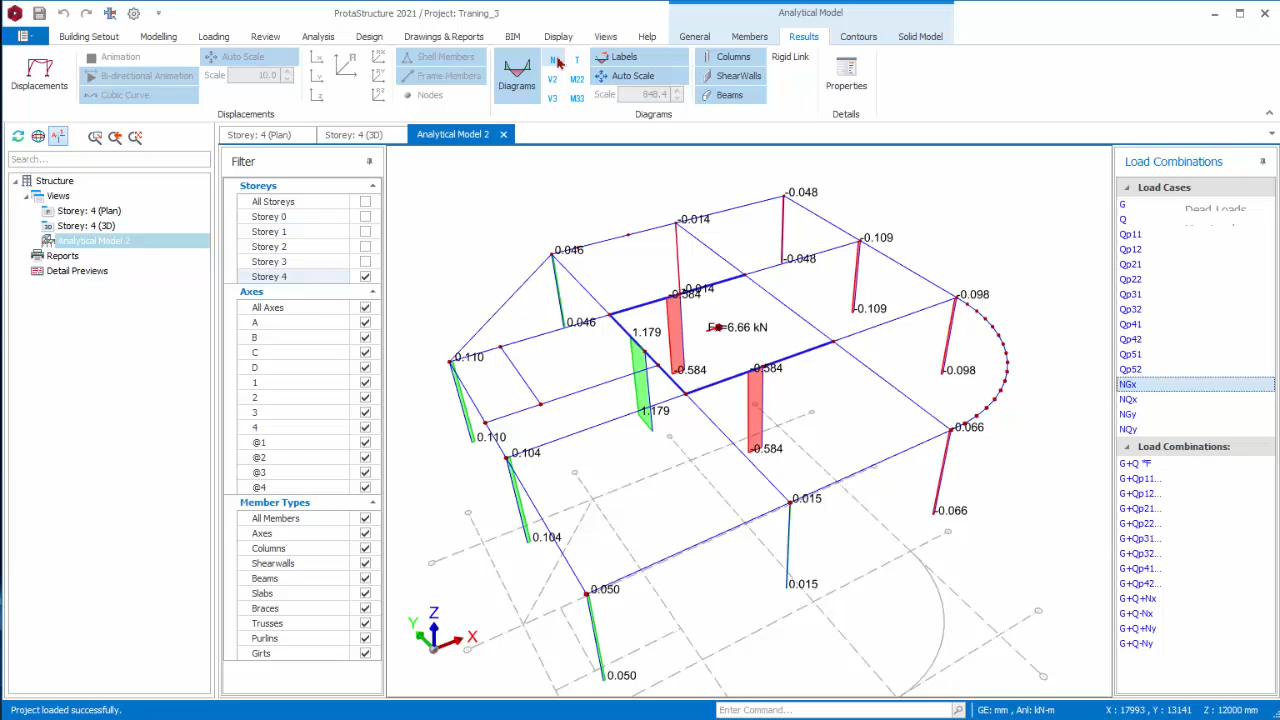 ProtaStructure 2021 / Project: Traning_3
Analytical Model
Building Setout
Modelling
Loading
Review
Analysis
Design
Drawings & Reports
BIM
Display
Views
Help
General
Members
Results
Contours
Solid Model
Displacements
Animation
Bi-directional Animation
Cubic Curve
Auto Scale
Scale
10.0
X
Y
Z
R
Shell Members
Frame Members
Nodes
Displacements
Diagrams
N
T
V2
M22
V3
M33
Labels
Auto Scale
Scale
848.4
Columns
ShearWalls
Beams
Rigid Link
Diagrams
Properties
Details
Storey: 4 (Plan)
Storey: 4 (3D)
Analytical Model 2
Search...
Structure
Views
Storey: 4 (Plan)
Storey: 4 (3D)
Analytical Model 2
Reports
Detail Previews
Filter
Storeys
All Storeys
Storey 0
Storey 1
Storey 2
Storey 3
Storey 4
Axes
All Axes
A
B
C
D
1
2
3
4
@1
@2
@3
@4
Member Types
All Members
Axes
Columns
Shearwalls
Beams
Slabs
Braces
Trusses
Purlins
Girts
-0.048
-0.014
-0.109
0.046
-0.048
-0.014
-0.584
-0.098
-0.109
0.046
1.179
=6.66 kN
0.110
-0.584
-0.584
-0.098
1.179
0.066
0.110
0.104
-0.584
0.015
-0.066
0.104
0.015
0.050
0.050
Z
Y
X
Load Combinations
Load Cases
G
Dead Loads
Q
Qp11
Qp12
Qp21
Qp22
Qp31
Qp32
Qp41
Qp42
Qp51
Qp52
NGx
NQx
NGy
NQy
Load Combinations:
G+Q *F
G+Qp11...
G+Qp12...
G+Qp21...
G+Qp22...
G+Qp31...
G+Qp32...
G+Qp41...
G+Qp42...
G+Q+Nx
G+Q-Nx
G+Q+Ny
G+Q-Ny
Project loaded successfully.
Enter Command...
GE: mm, Anl: kN-m
X : 17993, Y : 13141
Z : 12000 mm